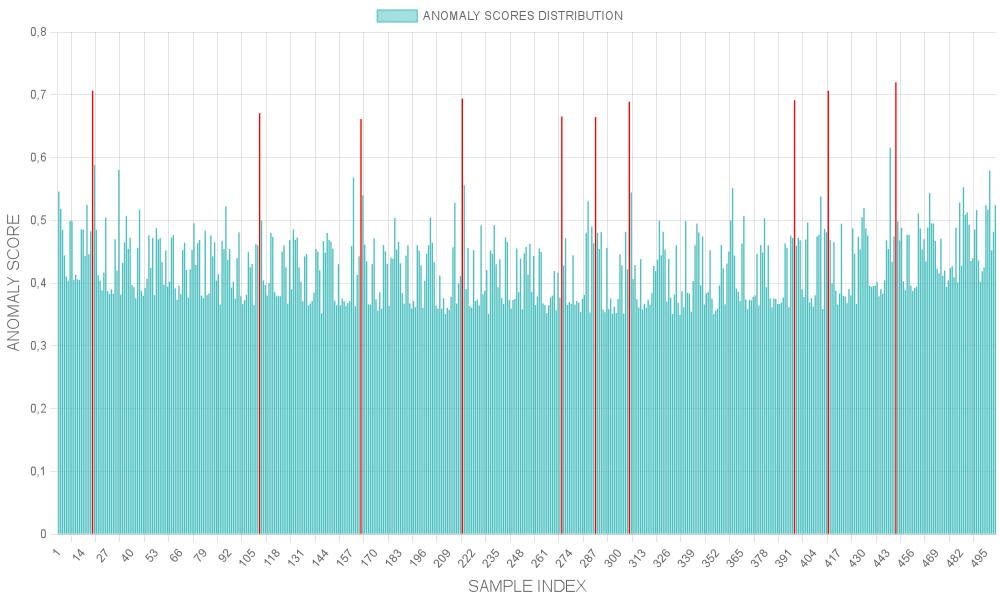 ANOMALY SCORES DISTRIBUTION
ANOMALY SCORE
0,8
0,7
0,6
0,5
0,4
0,3
0,2
0,1
0
1 14 27 40 53 66 79 92 105 118 131 144 157 170 183 196 209 222 235 248 261 274 287 300 313 326 339 352 365 378 391 404 417 430 443 456 469 482 495
SAMPLE INDEX